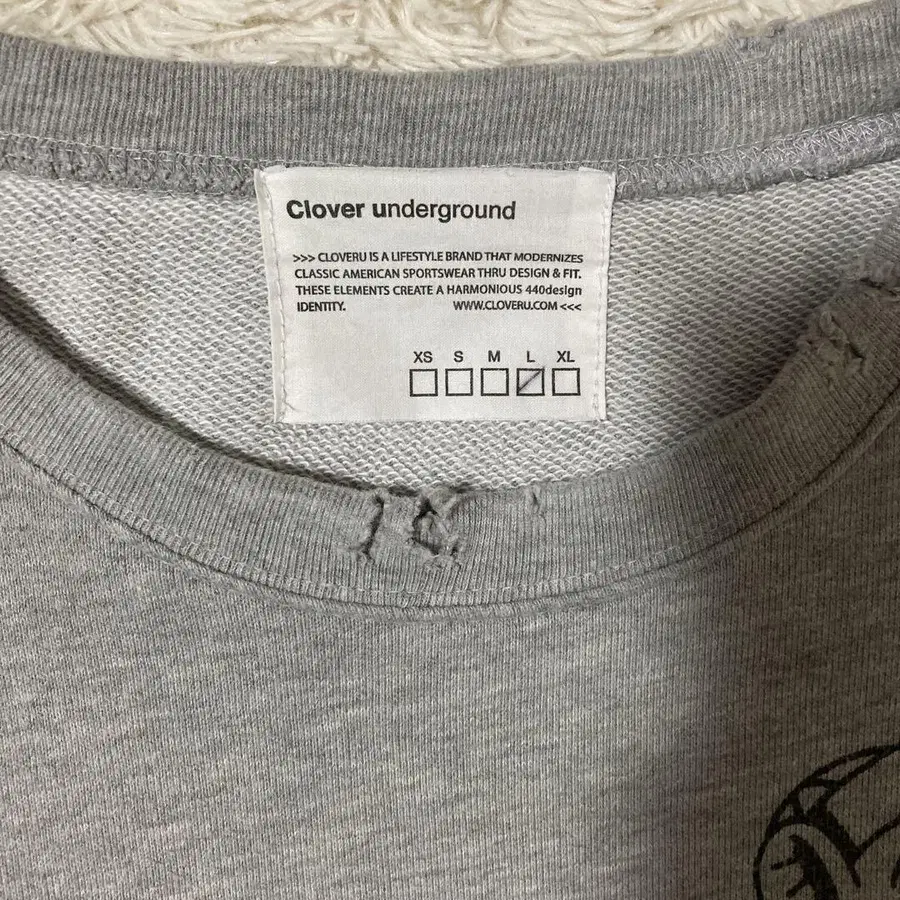 Clover underground
>>> CLOVERU IS A LIFESTYLE BRAND THAT MODERNIZES
CLASSIC AMERICAN SPORTSWEAR THRU DESIGN & FIT.
THESE ELEMENTS CREATE A HARMONIOUS 440design
IDENTITY. WWW.CLOVERU.COM <<<
XS S M L XL